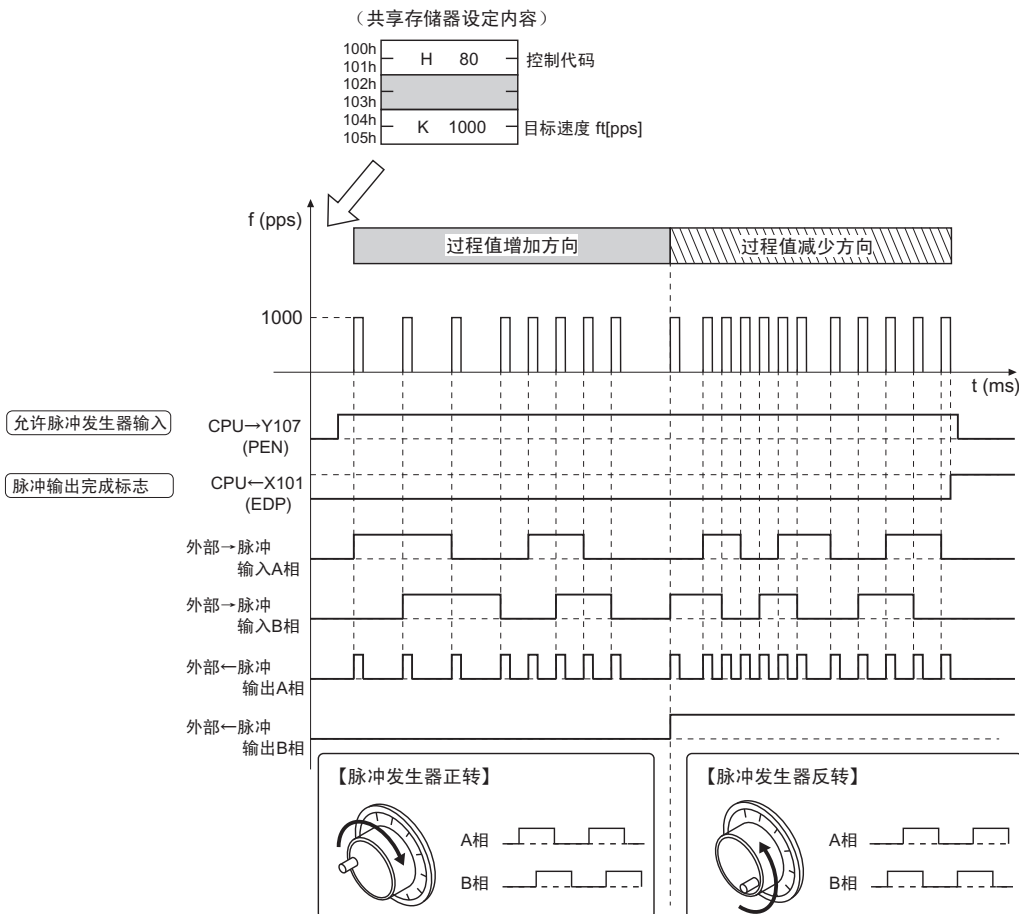 （共享存储器设定内容）
100h
101h
H 80
控制代码
102h
103h
104h
105h
K 1000
目标速度 ft[pps]
f (pps)
过程值增加方向
过程值减少方向
1000
t (ms)
允许脉冲发生器输入
CPU→Y107
(PEN)
脉冲输出完成标志
CPU←X101
(EDP)
外部→脉冲
输入A相
外部→脉冲
输入B相
外部←脉冲
输出A相
外部←脉冲
输出B相
【脉冲发生器正转】
A相
B相
【脉冲发生器反转】
A相
B相